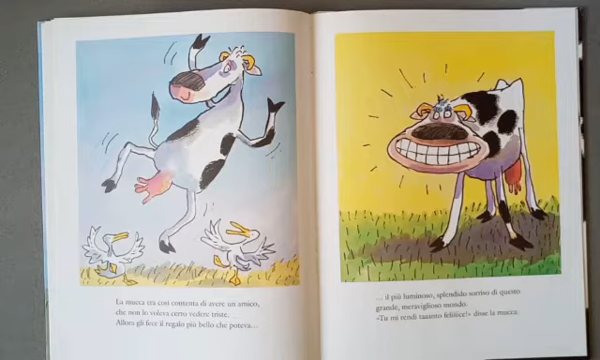 La mucca era così contenta di avere un amico,
che non lo voleva certo vedere triste.
Allora gli fece il regalo più bello che poteva…
… il più luminoso, splendido sorriso di questo
grande, meraviglioso mondo.
«Tu mi rendi taaanto feliiice!» disse la mucca.